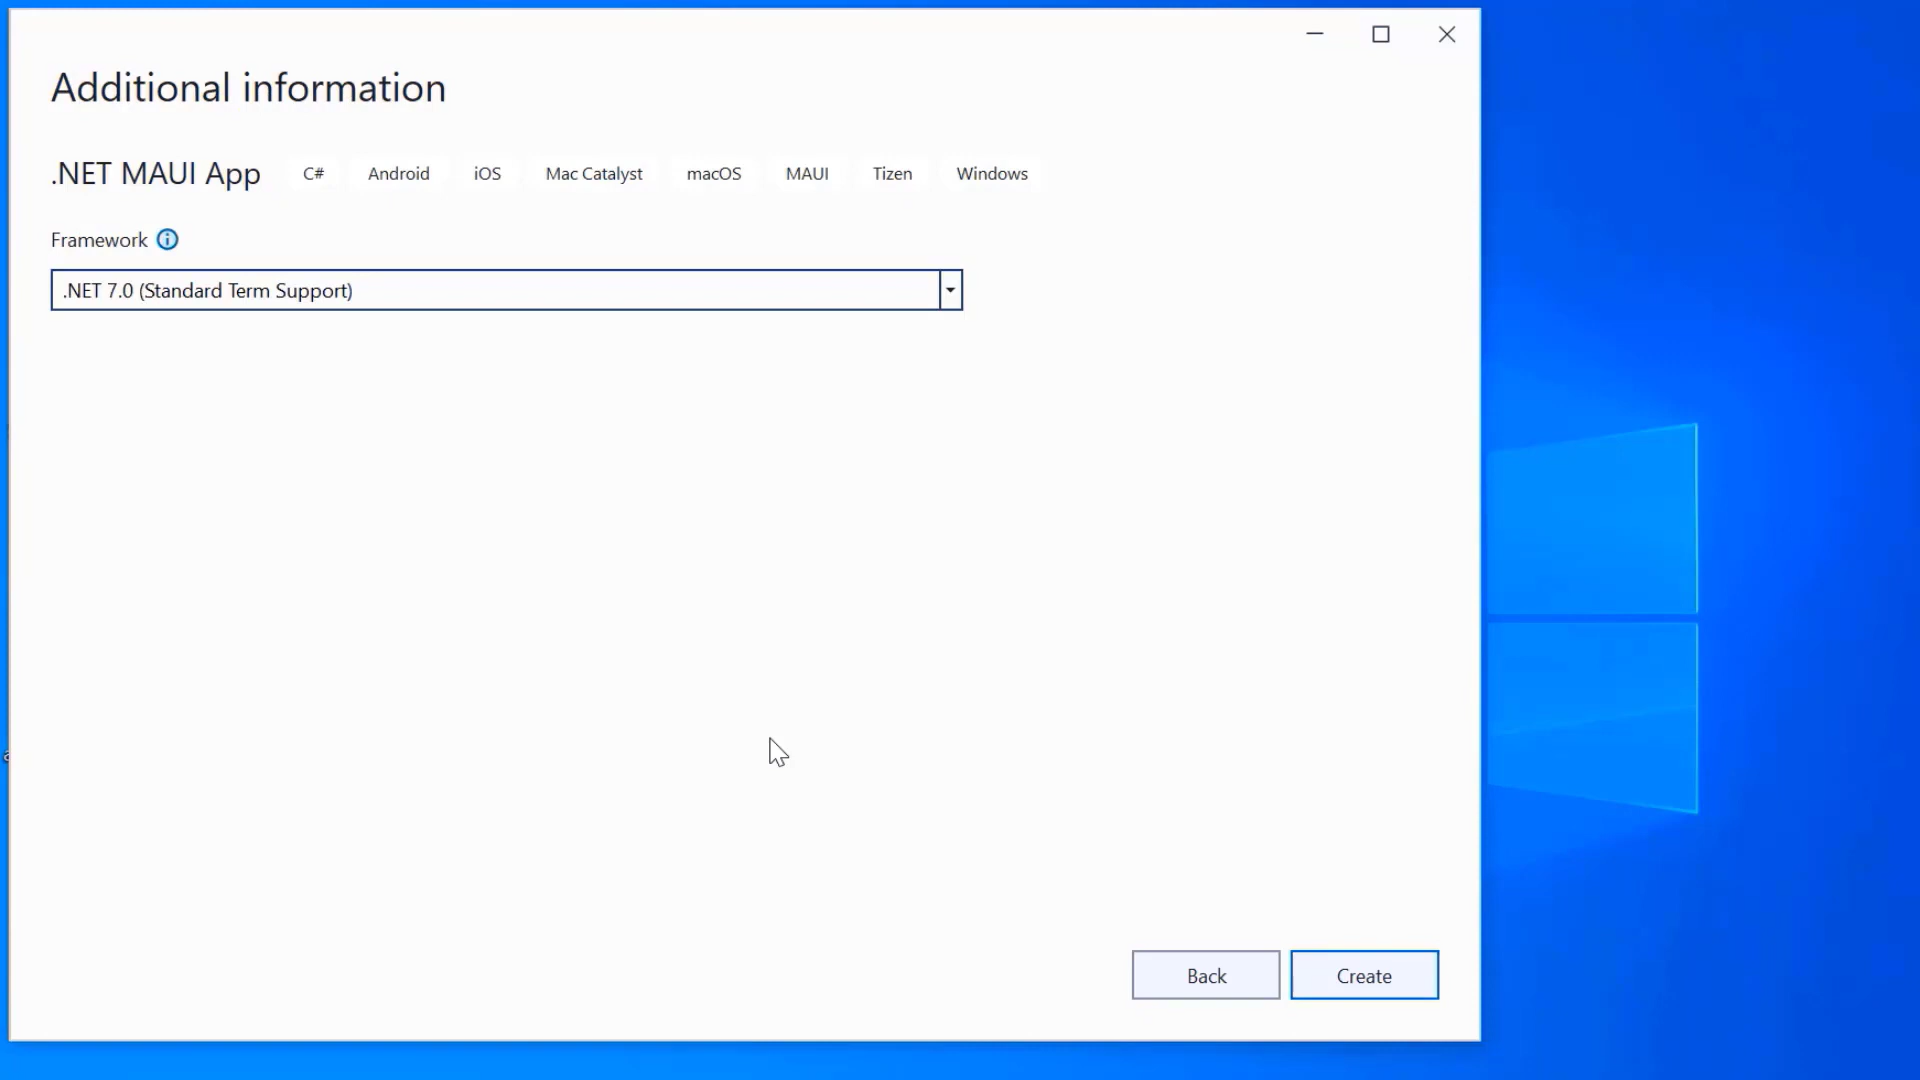 Additional information
.NET MAUI App C# Android iOS Mac Catalyst macOS MAUI Tizen Windows
Framework
.NET 7.0 (Standard Term Support)
Back Create